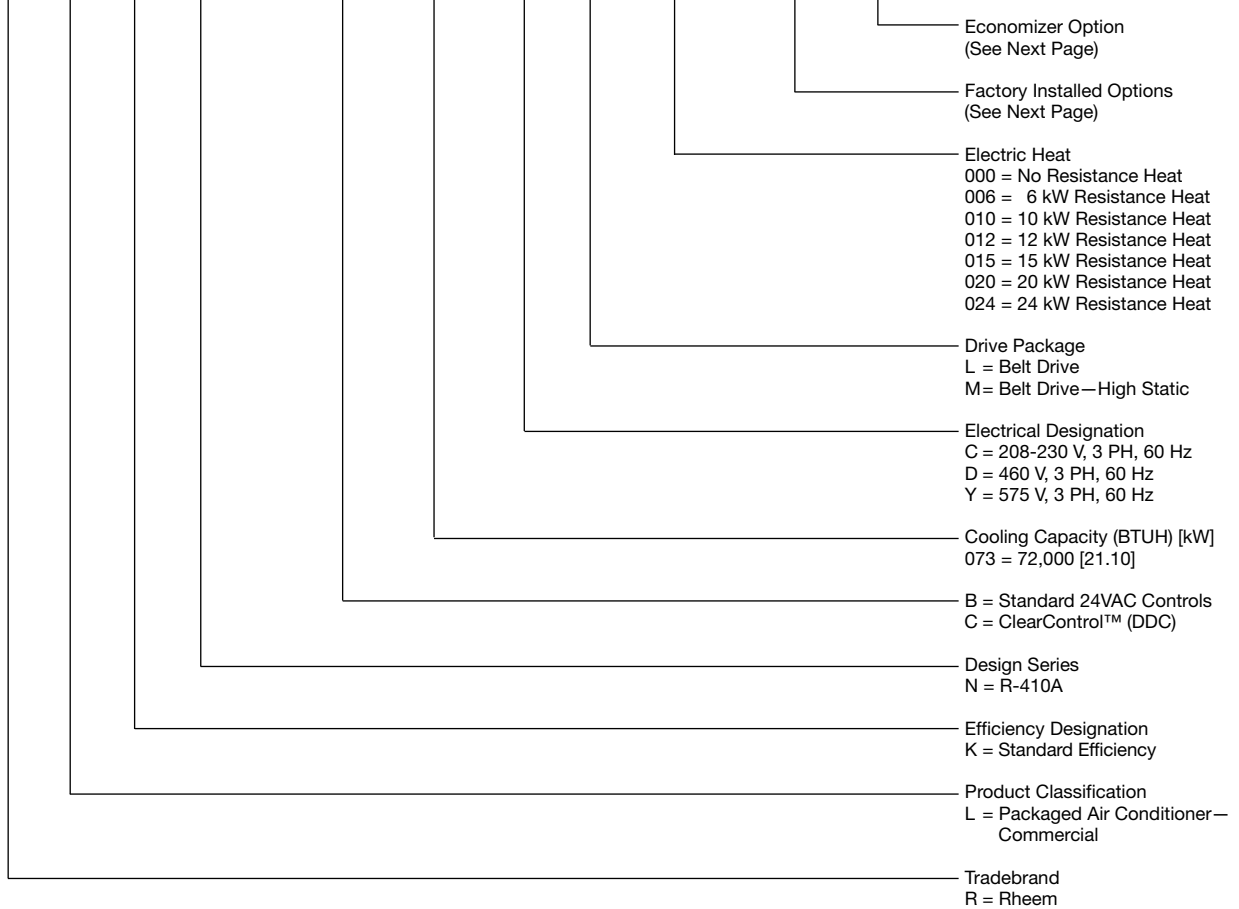 Economizer Option
(See Next Page)
Factory Installed Options
(See Next Page)
Electric Heat
000 = No Resistance Heat
006 = 6 kW Resistance Heat
010 = 10 kW Resistance Heat
012 = 12 kW Resistance Heat
015 = 15 kW Resistance Heat
020 = 20 kW Resistance Heat
024 = 24 kW Resistance Heat
Drive Package
L = Belt Drive
M= Belt Drive—High Static
Electrical Designation
C = 208-230 V, 3 PH, 60 Hz
D = 460 V, 3 PH, 60 Hz
Y = 575 V, 3 PH, 60 Hz
Cooling Capacity (BTUH) [kW]
073 = 72,000 [21.10]
B = Standard 24VAC Controls
C = ClearControl™ (DDC)
Design Series
N = R-410A
Efficiency Designation
K = Standard Efficiency
Product Classification
L = Packaged Air Conditioner—
Commercial
Tradebrand
R = Rheem